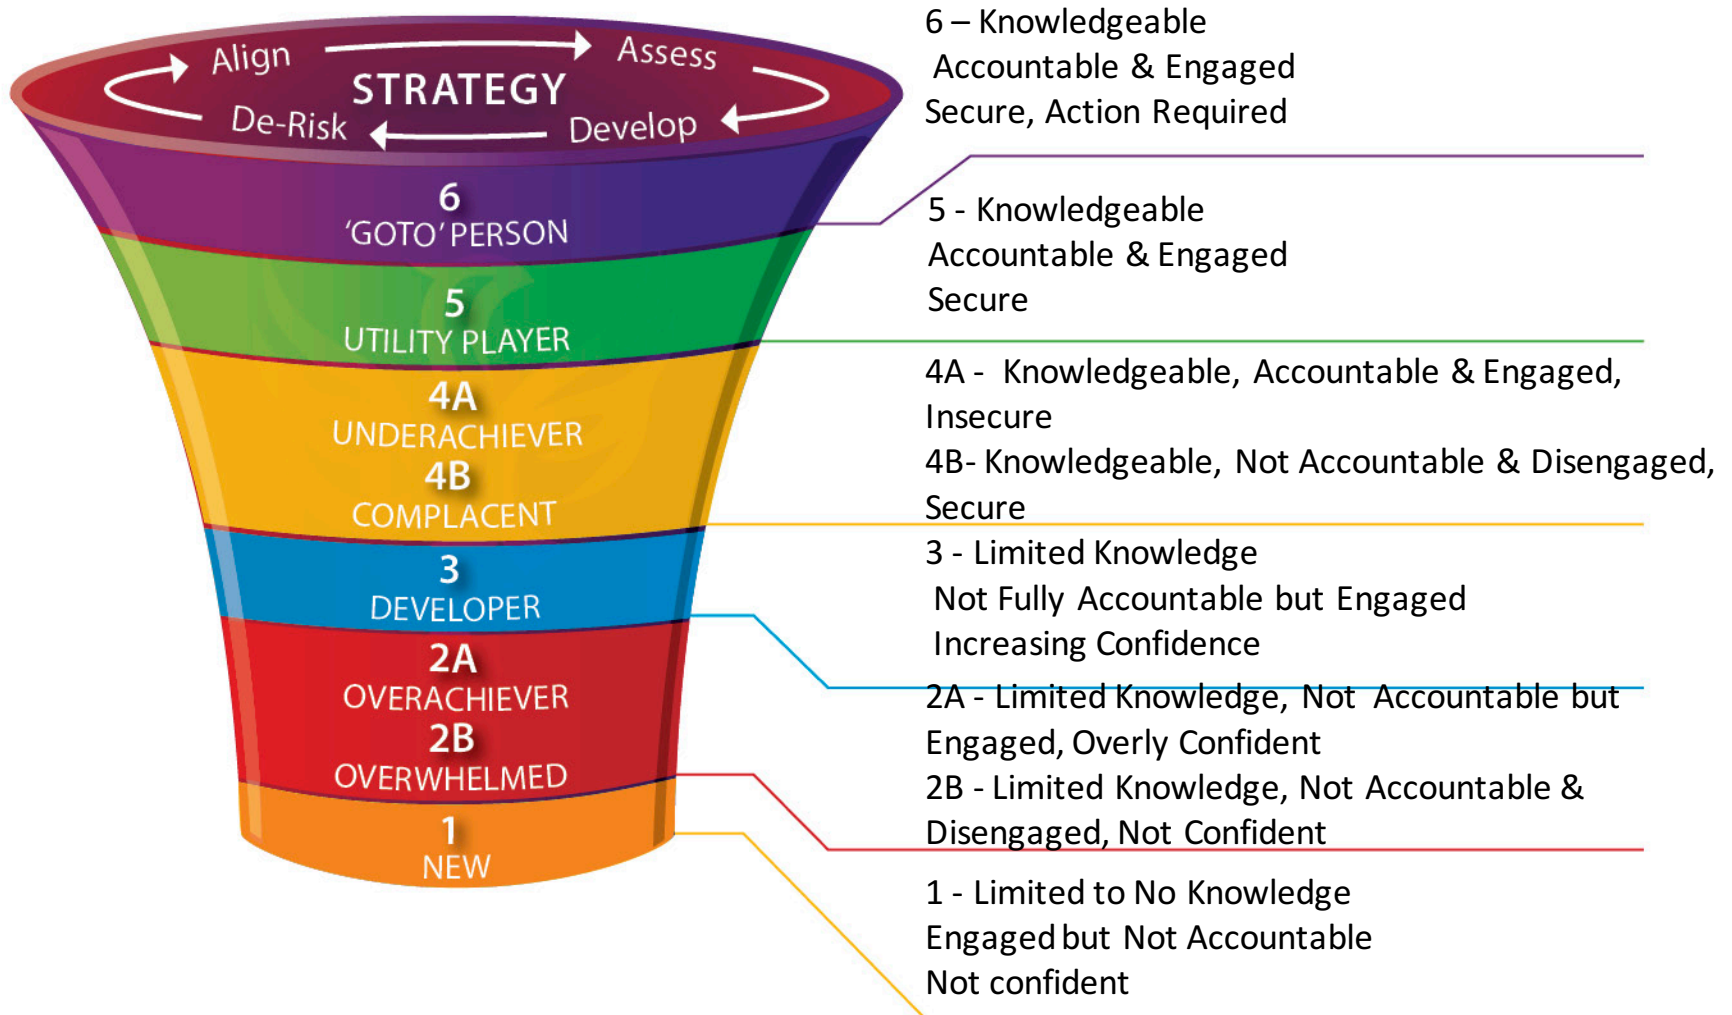 Align
Assess
STRATEGY
De-Risk
Develop
6
‘GOTO’ PERSON
5
UTILITY PLAYER
4A
UNDERACHIEVER
4B
COMPLACENT
3
DEVELOPER
2A
OVERACHIEVER
2B
OVERWHELMED
1
NEW
6 – Knowledgeable
Accountable & Engaged
Secure, Action Required
5 - Knowledgeable
Accountable & Engaged
Secure
4A - Knowledgeable, Accountable & Engaged,
Insecure
4B- Knowledgeable, Not Accountable & Disengaged,
Secure
3 - Limited Knowledge
Not Fully Accountable but Engaged
Increasing Confidence
2A - Limited Knowledge, Not Accountable but
Engaged, Overly Confident
2B - Limited Knowledge, Not Accountable &
Disengaged, Not Confident
1 - Limited to No Knowledge
Engaged but Not Accountable
Not confident